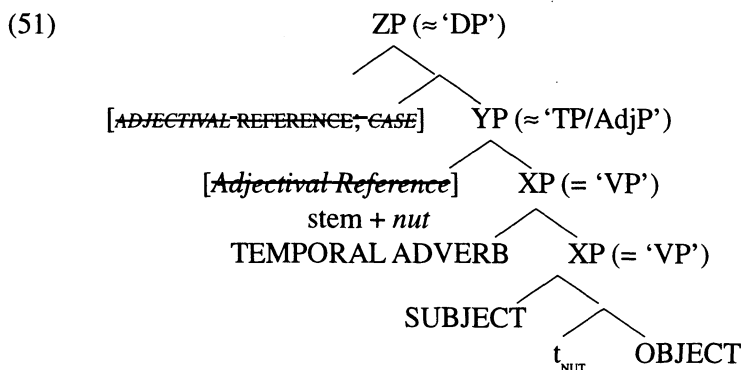 (51) ZP (≈ ‘DP’)
[ADJECTIVAL REFERENCE, CASE] YP (≈ ‘TP/AdjP’)
[Adjectival Reference] XP (= ‘VP’)
stem + nut
TEMPORAL ADVERB XP (= ‘VP’)
SUBJECT
t_NUT OBJECT